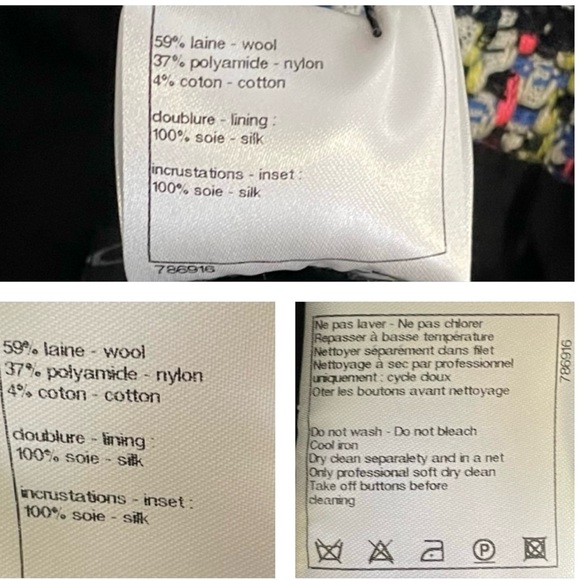 59% laine - wool
37% polyamide - nylon
4% coton - cotton
doublure - lining :
100% soie - silk
incrustations - inset :
100% soie - silk
786916
59% laine - wool
37% polyamide - nylon
4% coton - cotton
doublure - lining :
100% soie - silk
incrustations - inset :
100% soie - silk
Ne pas laver - Ne pas chlorer
Repasser à basse température
Nettoyer séparément dans filet
Nettoyage à sec par professionnel
uniquement : cycle doux
Oter les boutons avant nettoyage
Do not wash - Do not bleach
Cool iron
Dry clean separalety and in a net
Only professional soft dry clean
Take off buttons before
cleaning
P
786916